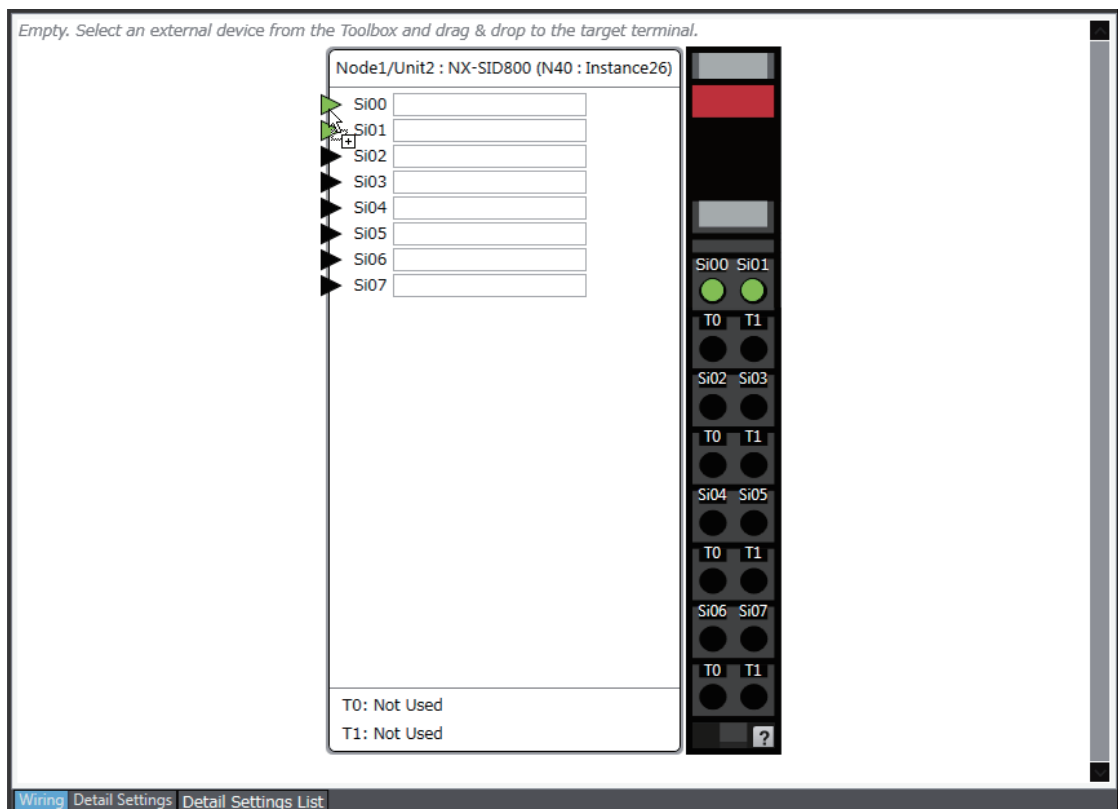 Empty. Select an external device from the Toolbox and drag & drop to the target terminal.
Node1/Unit2 : NX-SID800 (N40 : Instance26)
Si00
Si01
Si02
Si03
Si04
Si05
Si06
Si07
T0: Not Used
T1: Not Used
Si00 Si01
T0 T1
Si02 Si03
T0 T1
Si04 Si05
T0 T1
Si06 Si07
T0 T1
?
Wiring Detail Settings Detail Settings List